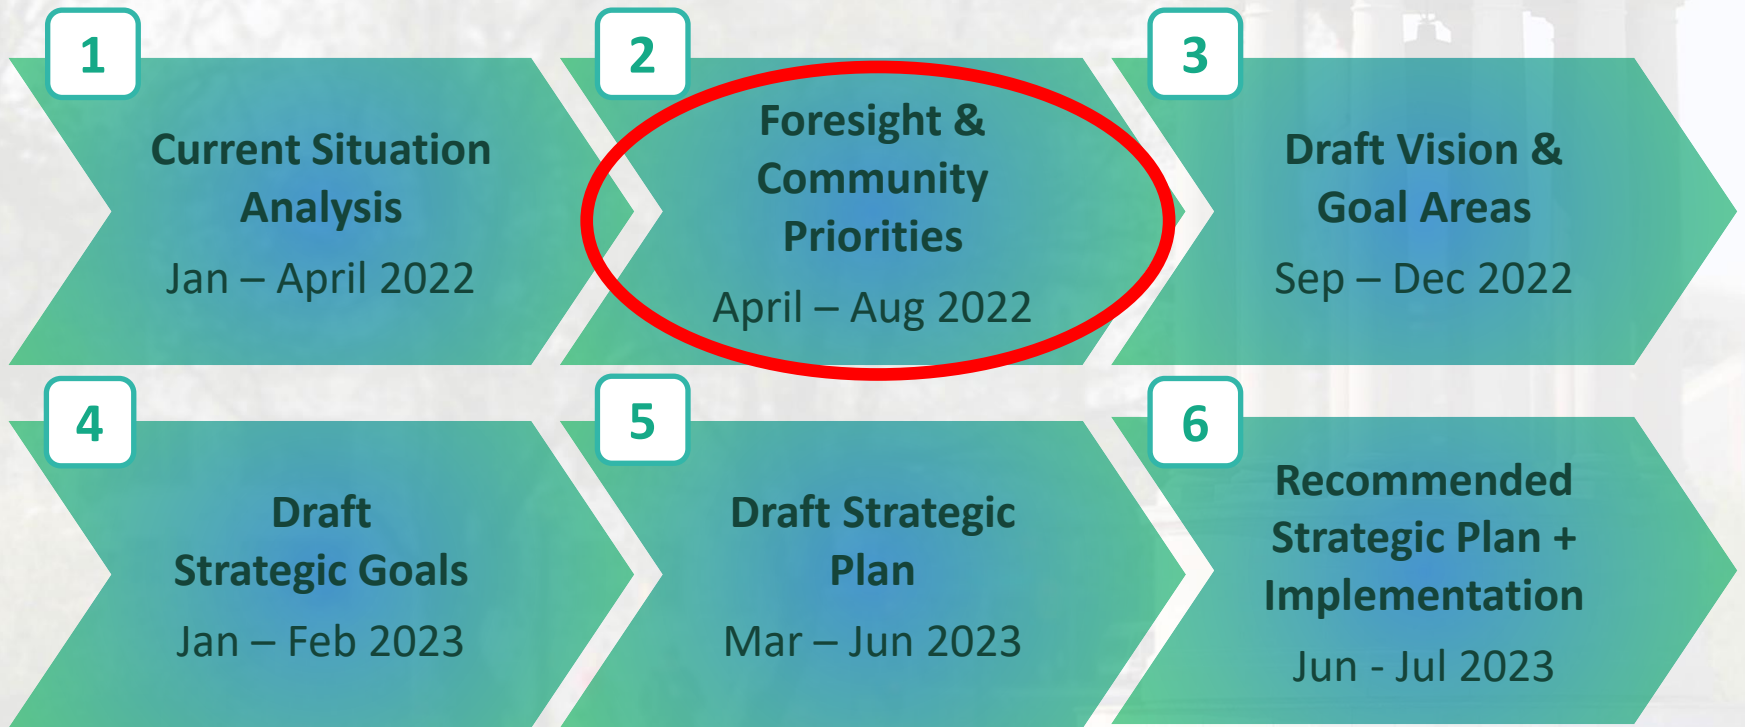 1
Current Situation
Analysis
Jan – April 2022
2
Foresight &
Community
Priorities
April – Aug 2022
3
Draft Vision &
Goal Areas
Sep – Dec 2022
4
Draft
Strategic Goals
Jan – Feb 2023
5
Draft Strategic
Plan
Mar – Jun 2023
6
Recommended
Strategic Plan +
Implementation
Jun - Jul 2023